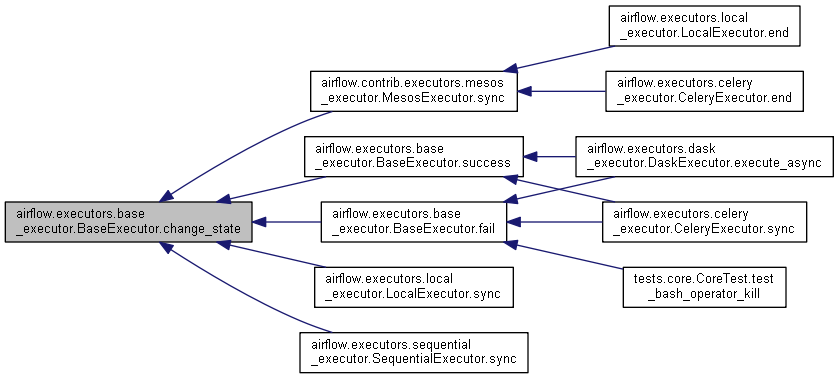 airflow.executors.local
_executor.LocalExecutor.end
airflow.contrib.executors.mesos
_executor.MesosExecutor.sync
airflow.executors.celery
_executor.CeleryExecutor.end
airflow.executors.base
_executor.BaseExecutor.success
airflow.executors.dask
_executor.DaskExecutor.execute_async
airflow.executors.base
_executor.BaseExecutor.change_state
airflow.executors.base
_executor.BaseExecutor.fail
airflow.executors.celery
_executor.CeleryExecutor.sync
airflow.executors.local
_executor.LocalExecutor.sync
tests.core.CoreTest.test
_bash_operator_kill
airflow.executors.sequential
_executor.SequentialExecutor.sync